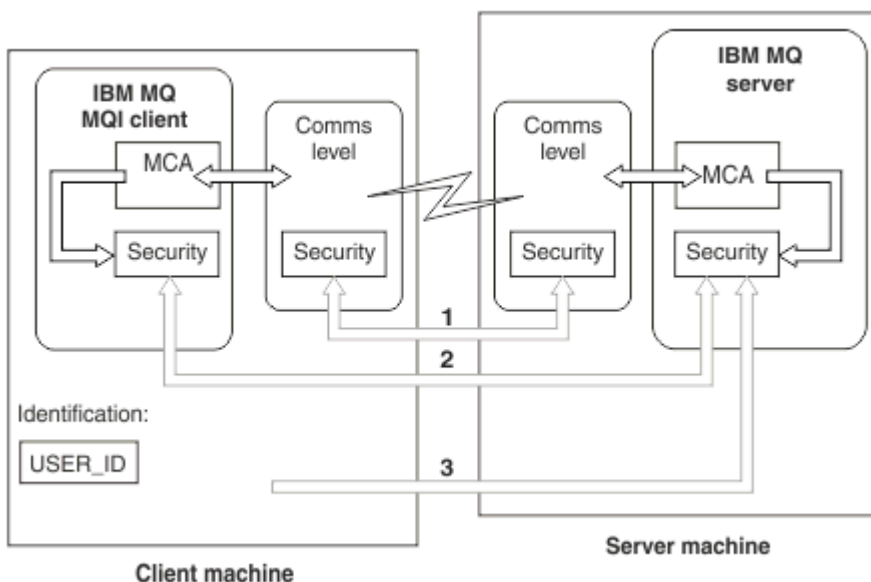 IBM MQ
MQI client
MCA
Security
Comms
level
Security
Comms
level
Security
IBM MQ
server
MCA
Security
1
2
3
Identification:
USER_ID
Client machine
Server machine